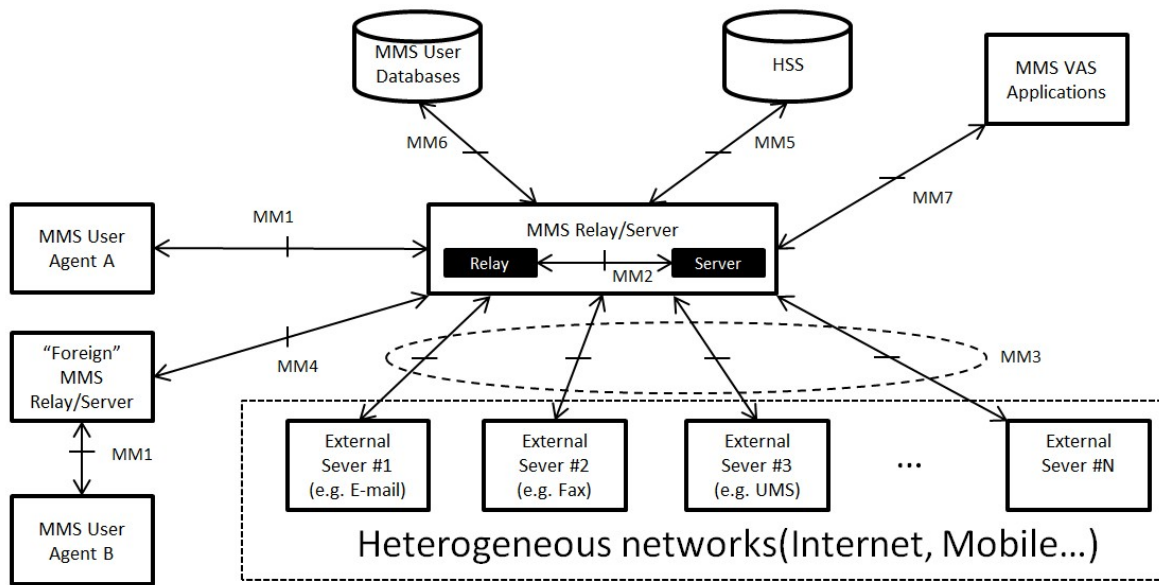 MMS User
Databases
HSS
MMS VAS
Applications
MM6
MM5
MM7
MM1
MMS User
Agent A
MMS Relay/Server
Relay
Server
MM2
"Foreign"
MMS
Relay/Server
MM4
MM3
MM1
MMS User
Agent B
External
Sever #1
(e.g. E-mail)
External
Sever #2
(e.g. Fax)
External
Sever #3
(e.g. UMS)
...
External
Sever #N
Heterogeneous networks(Internet, Mobile...)